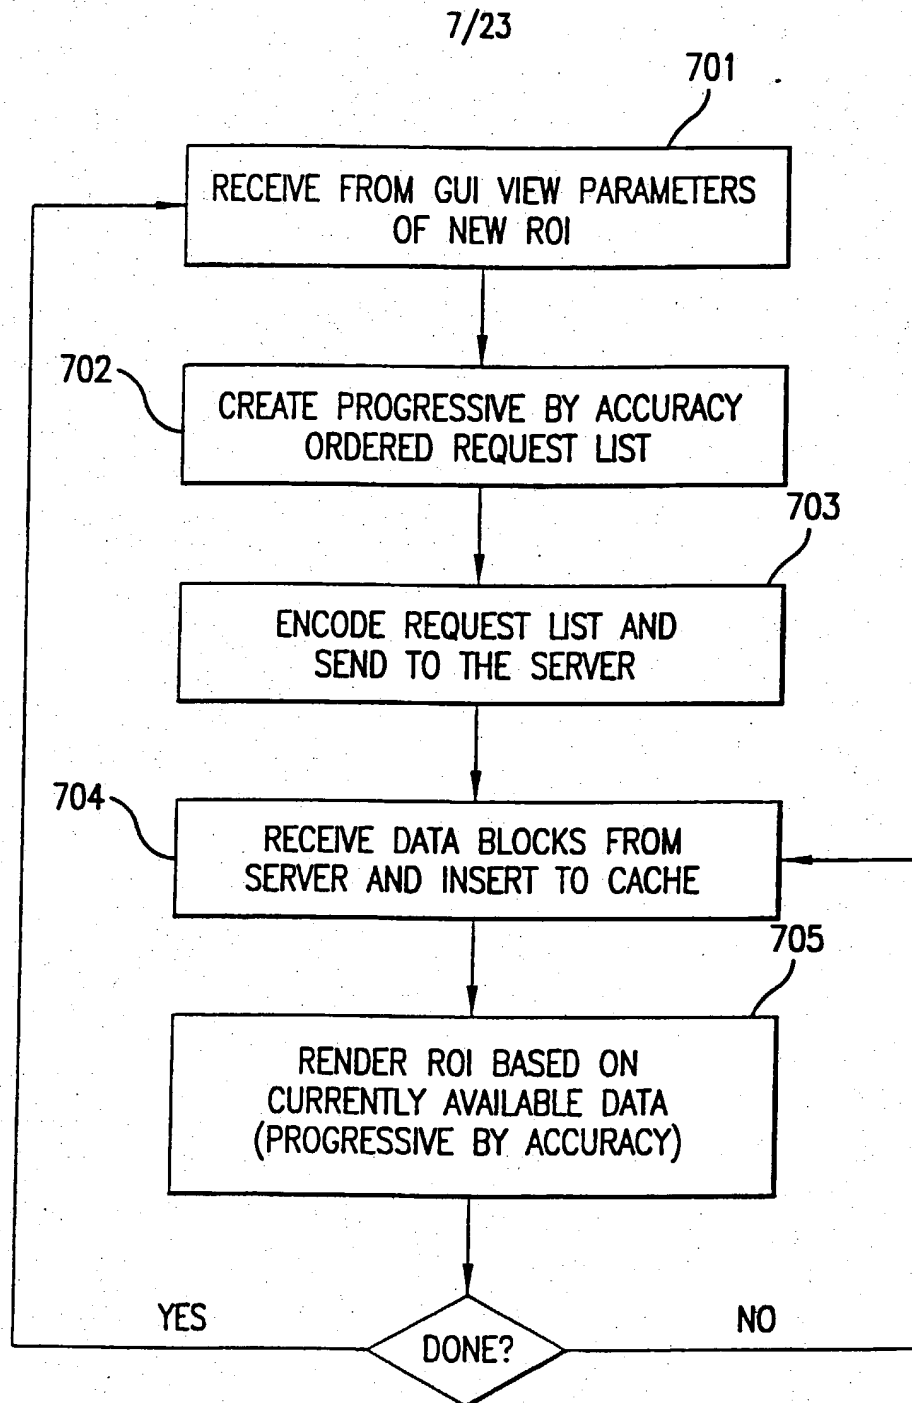 7/23
701
RECEIVE FROM GUI VIEW PARAMETERS
OF NEW ROI
702
CREATE PROGRESSIVE BY ACCURACY
ORDERED REQUEST LIST
703
ENCODE REQUEST LIST AND
SEND TO THE SERVER
704
RECEIVE DATA BLOCKS FROM
SERVER AND INSERT TO CACHE
705
RENDER ROI BASED ON
CURRENTLY AVAILABLE DATA
(PROGRESSIVE BY ACCURACY)
YES
DONE?
NO